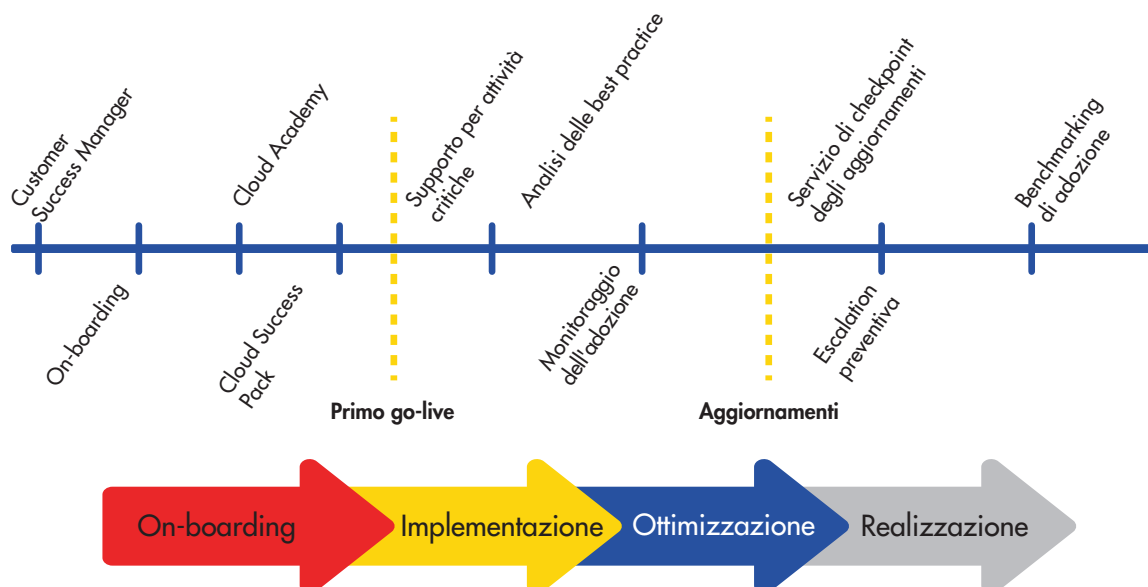 Customer
Success Manager
On-boarding
Cloud Academy
Cloud Success
Pack
Supporto per attività
critiche
Analisi delle best practice
Monitoraggio
dell'adozione
Servizio di checkpoint
degli aggiornamenti
Escalation
preventiva
Benchmarking
di adozione
Primo go-live
Aggiornamenti
On-boarding
Implementazione
Ottimizzazione
Realizzazione